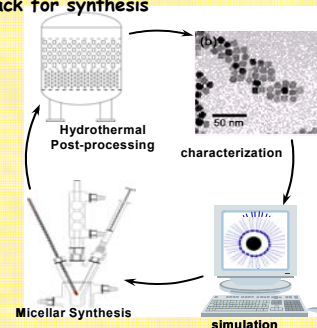 ack for synthesis
(b)
50 nm
Hydrothermal
Post-processing
characterization
Micellar Synthesis
simulation